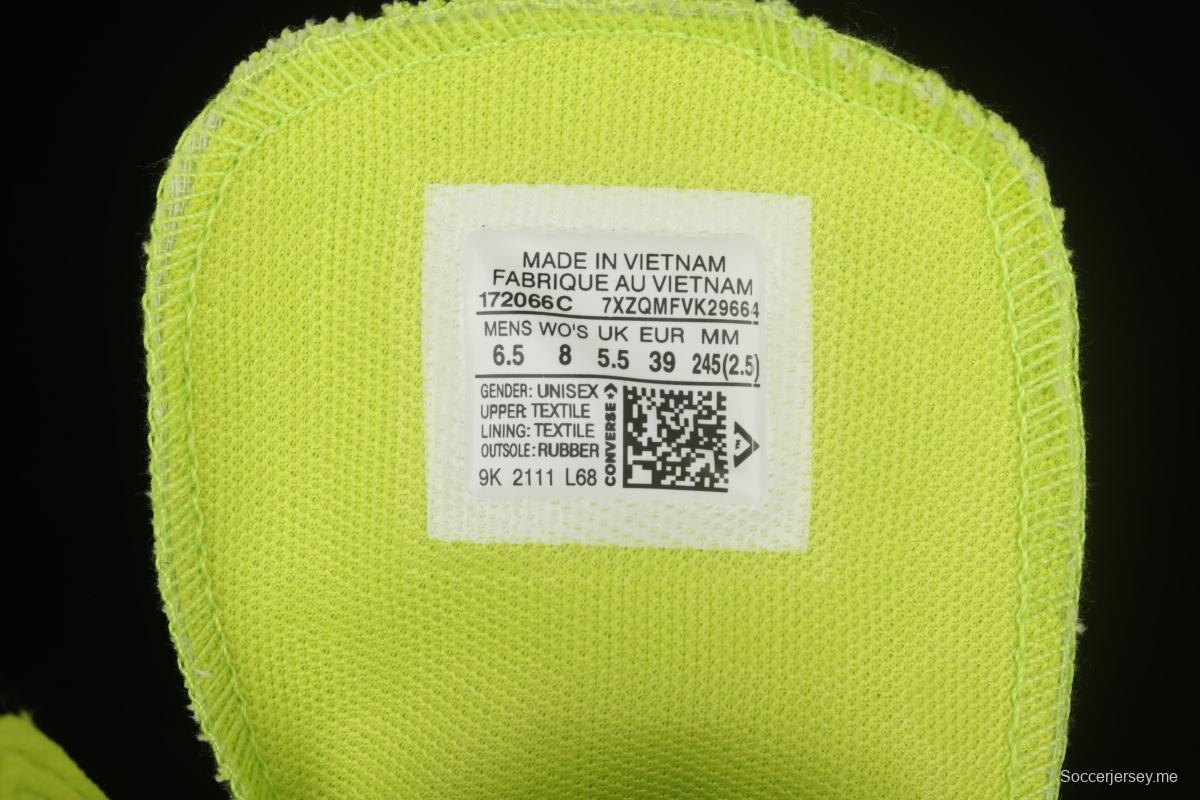 MADE IN VIETNAM
FABRIQUE AU VIETNAM
172066C 7XZQMFVK29664
MENS WO'S UK EUR MM
6.5 8 5.5 39 245(2.5)
GENDER: UNISEX
UPPER: TEXTILE
LINING: TEXTILE
OUTSOLE: RUBBER
9K 2111 L68
CONVERSE
Soccerjersey.me